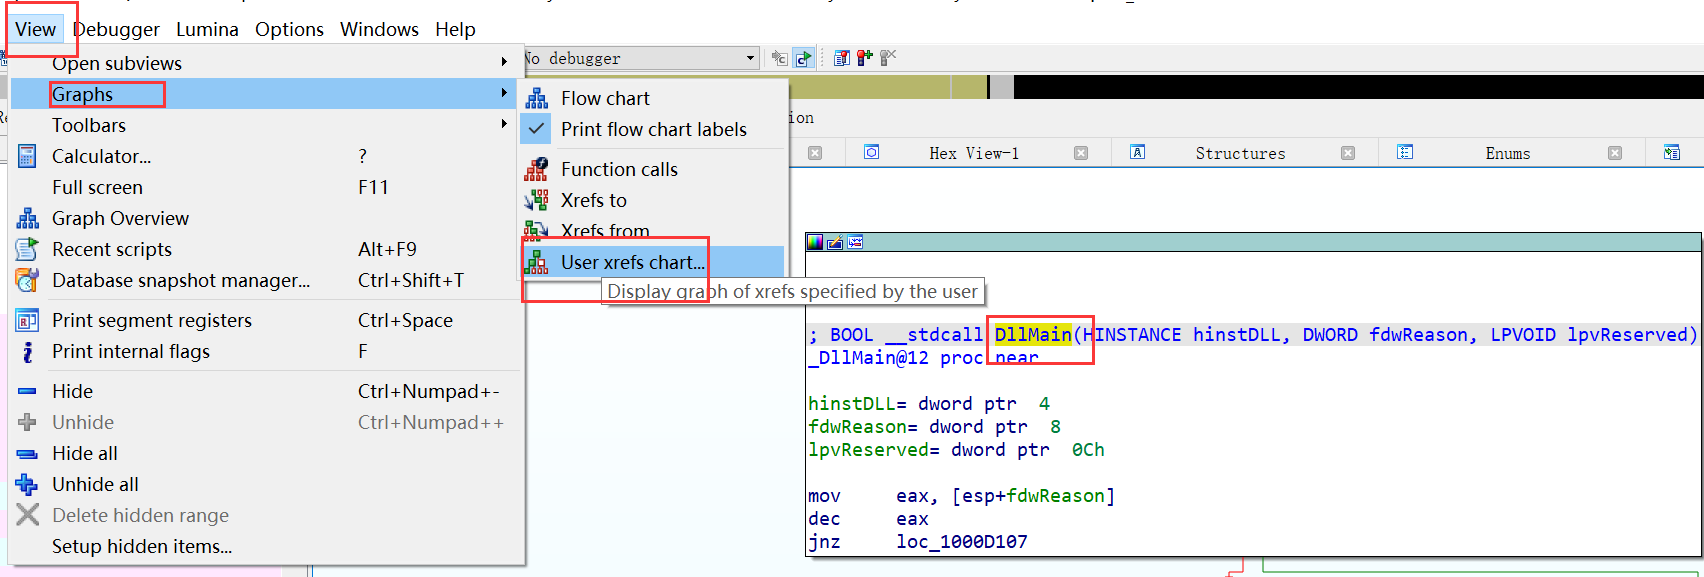 View Debugger Lumina Options Windows Help
Open subviews
Graphs
Toolbars
Calculator... ?
Full screen F11
Graph Overview
Recent scripts Alt+F9
Database snapshot manager... Ctrl+Shift+T
Print segment registers Ctrl+Space
Print internal flags F
Hide Ctrl+Numpad+-
Unhide Ctrl+Numpad++
Hide all
Unhide all
Delete hidden range
Setup hidden items...
No debugger
Flow chart
Print flow chart labels
Function calls
Xrefs to
Xrefs from
User xrefs chart...
Display graph of xrefs specified by the user
ion
Hex View-1
Structures
Enums
; BOOL __stdcall DllMain(HINSTANCE hinstDLL, DWORD fdwReason, LPVOID lpvReserved)
_DllMain@12 proc near
hinstDLL= dword ptr 4
fdwReason= dword ptr 8
lpvReserved= dword ptr 0Ch
mov eax, [esp+fdwReason]
dec eax
jnz loc_1000D107